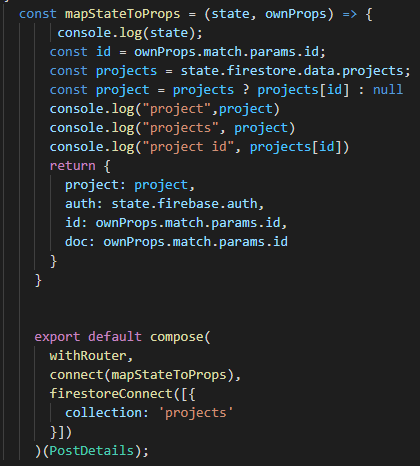 const mapStateToProps = (state, ownProps) => {
console.log(state);
const id = ownProps.match.params.id;
const projects = state.firestore.data.projects;
const project = projects ? projects[id] : null
console.log("project",project)
console.log("projects", project)
console.log("project id", projects[id])
return {
project: project,
auth: state.firebase.auth,
id: ownProps.match.params.id,
doc: ownProps.match.params.id
}
}
export default compose(
withRouter,
connect(mapStateToProps),
firestoreConnect([{
collection: 'projects'
}])
)(PostDetails);